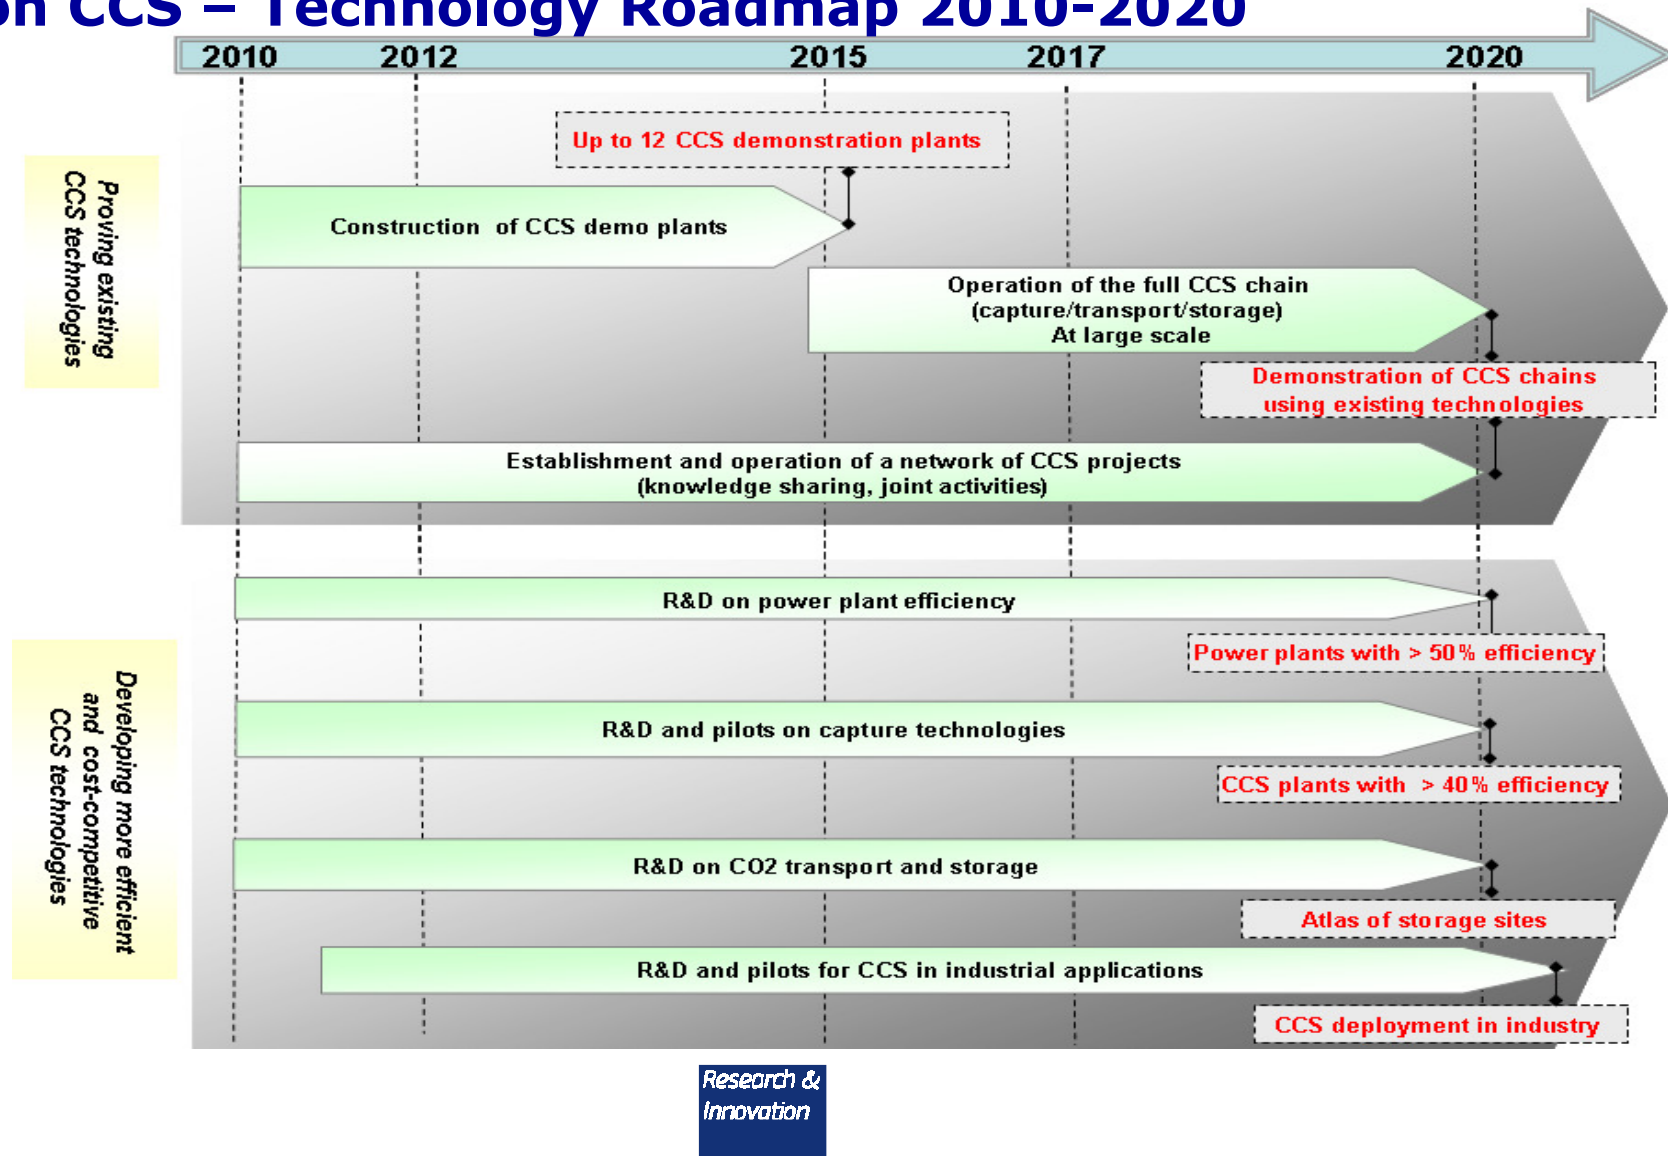 on CCS – Technology Roadmap 2010-2020
2010 2012 2015 2017 2020
Up to 12 CCS demonstration plants
Proving existing
CCS technologies
Construction of CCS demo plants
Operation of the full CCS chain
(capture/transport/storage)
At large scale
Demonstration of CCS chains
using existing technologies
Establishment and operation of a network of CCS projects
(knowledge sharing, joint activities)
R&D on power plant efficiency
Power plants with > 50% efficiency
Developing more efficient
and cost-competitive
CCS technologies
R&D and pilots on capture technologies
CCS plants with > 40% efficiency
R&D on CO2 transport and storage
Atlas of storage sites
R&D and pilots for CCS in industrial applications
CCS deployment in industry
Research &
Innovation